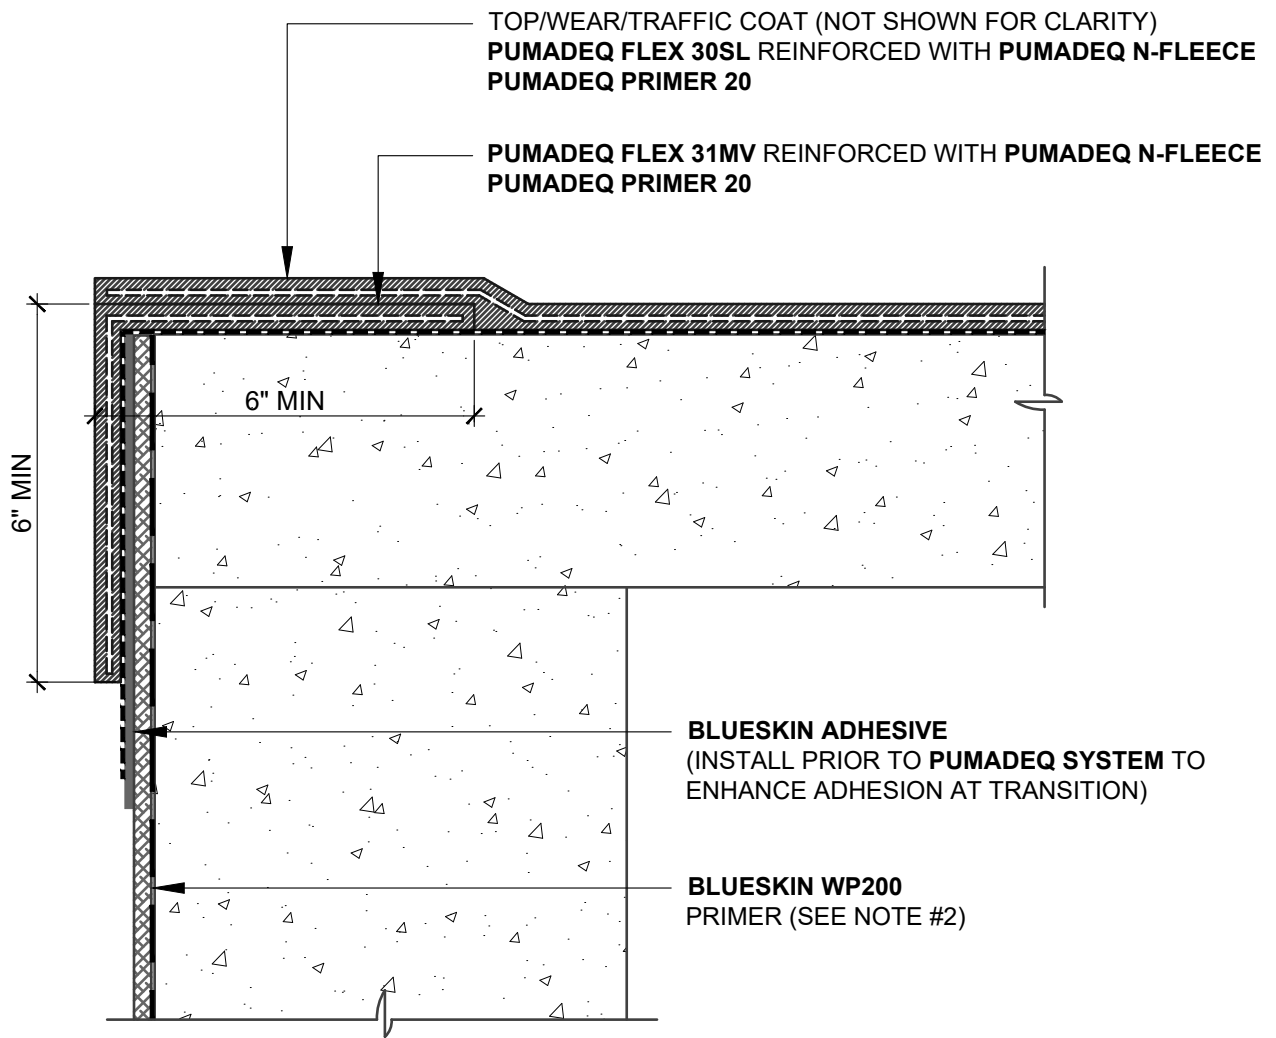 TOP/WEAR/TRAFFIC COAT (NOT SHOWN FOR CLARITY)
PUMADEQ FLEX 30SL REINFORCED WITH PUMADEQ N-FLEECE
PUMADEQ PRIMER 20
PUMADEQ FLEX 31MV REINFORCED WITH PUMADEQ N-FLEECE
PUMADEQ PRIMER 20
6" MIN
6" MIN
BLUESKIN ADHESIVE
(INSTALL PRIOR TO PUMADEQ SYSTEM TO
ENHANCE ADHESION AT TRANSITION)
BLUESKIN WP200
PRIMER (SEE NOTE #2)